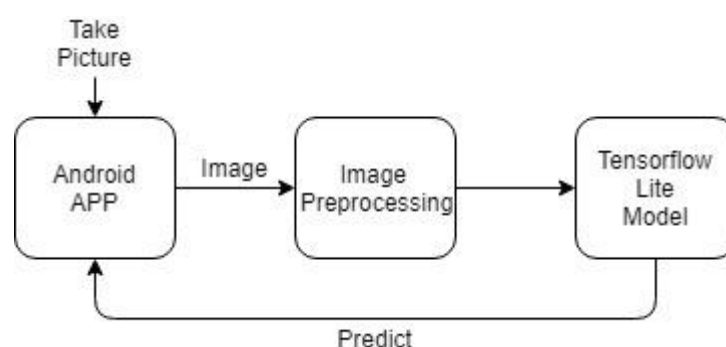 Take
Picture
Android
APP
Image
Image
Preprocessing
Tensorflow
Lite
Model
Predict